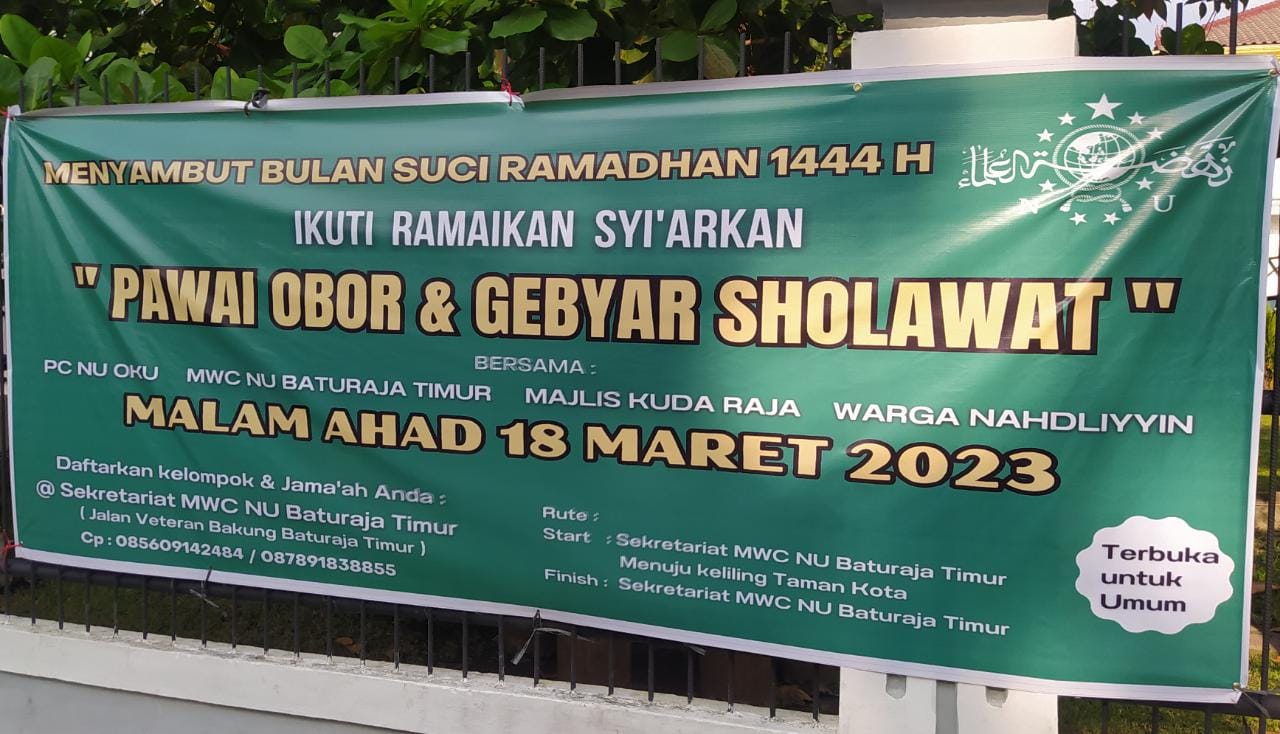 MENYAMBUT BULAN SUCI RAMADHAN 1444 H
IKUTI RAMAIKAN SYI'ARKAN
" PAWAI OBOR & GEBYAR SHOLAWAT "
BERSAMA :
PC NU OKU MWC NU BATURAJA TIMUR MAJLIS KUDA RAJA WARGA NAHDLIYYIN
MALAM AHAD 18 MARET 2023
Daftarkan kelompok & Jama'ah Anda :
@ Sekretariat MWC NU Baturaja Timur
( Jalan Veteran Bakung Baturaja Timur )
Cp : 085609142484 / 087891838855
Rute :
Start : Sekretariat MWC NU Baturaja Timur
Menuju keliling Taman Kota
Finish : Sekretariat MWC NU Baturaja Timur
Terbuka
untuk
Umum
نهضة العلماء
N U